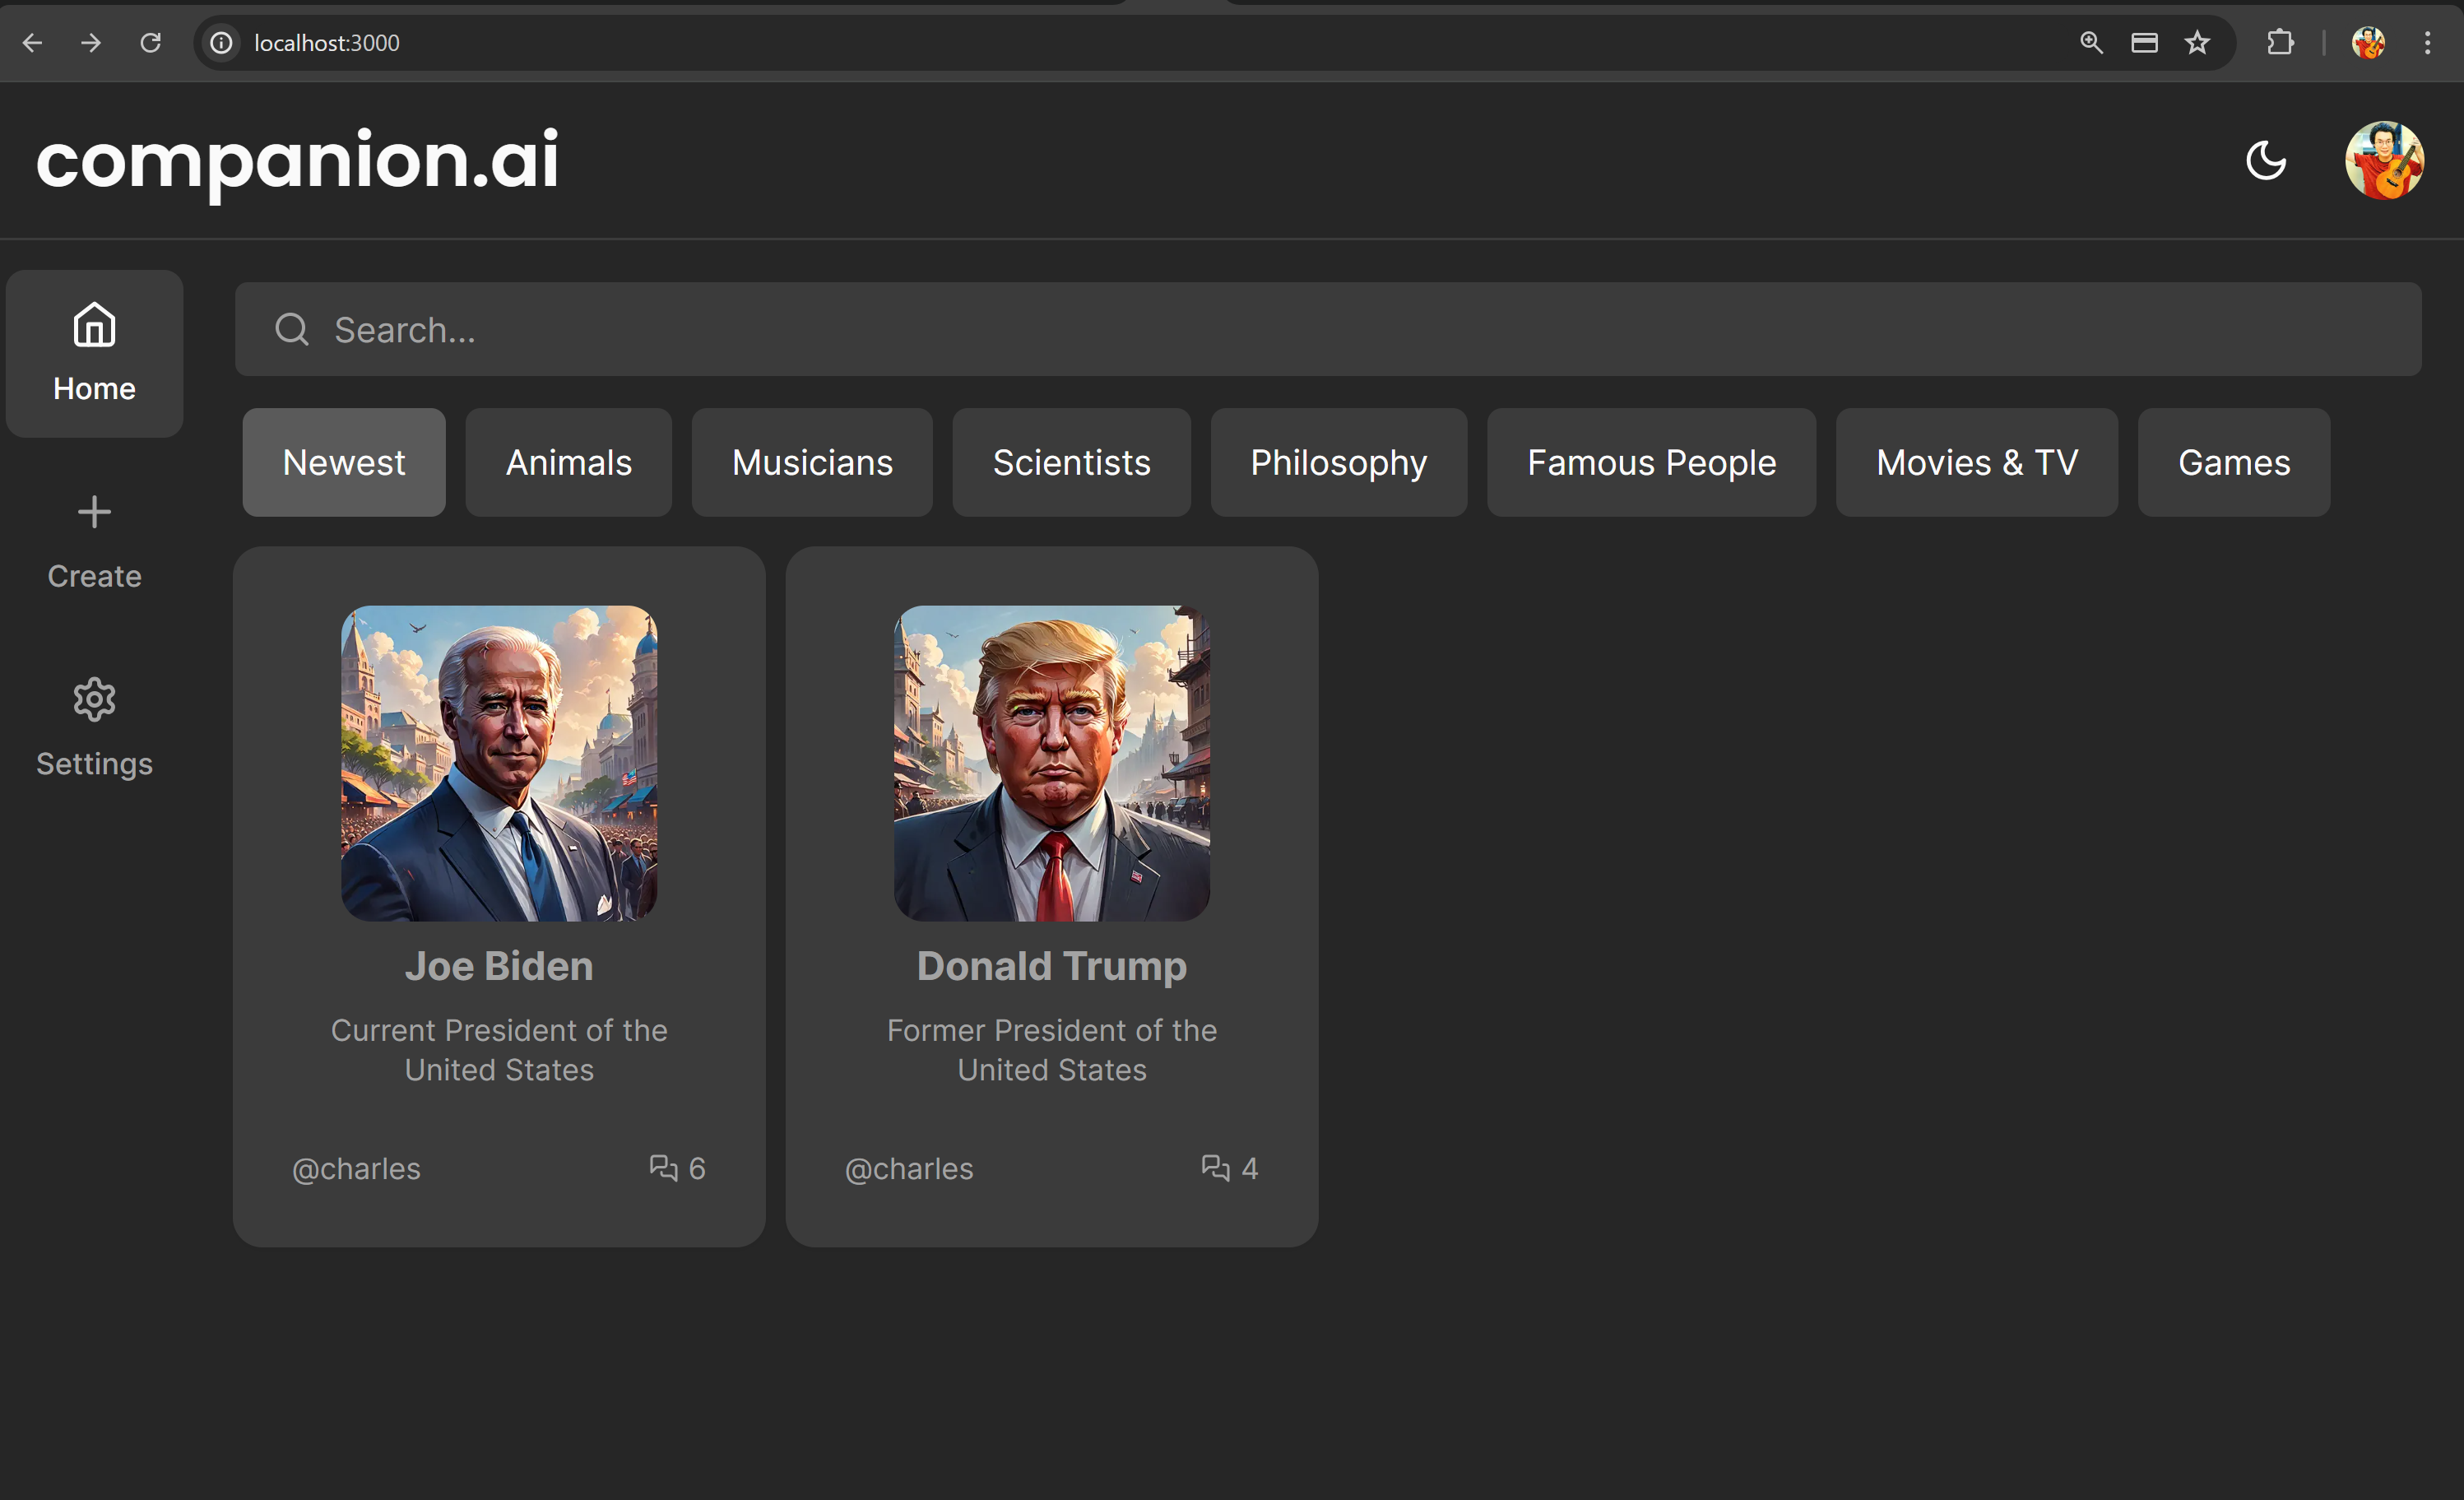 localhost:3000
companion.ai
Home
Create
Settings
Search...
Newest
Animals
Musicians
Scientists
Philosophy
Famous People
Movies & TV
Games
Joe Biden
Current President of the
United States
@charles
6
Donald Trump
Former President of the
United States
@charles
4